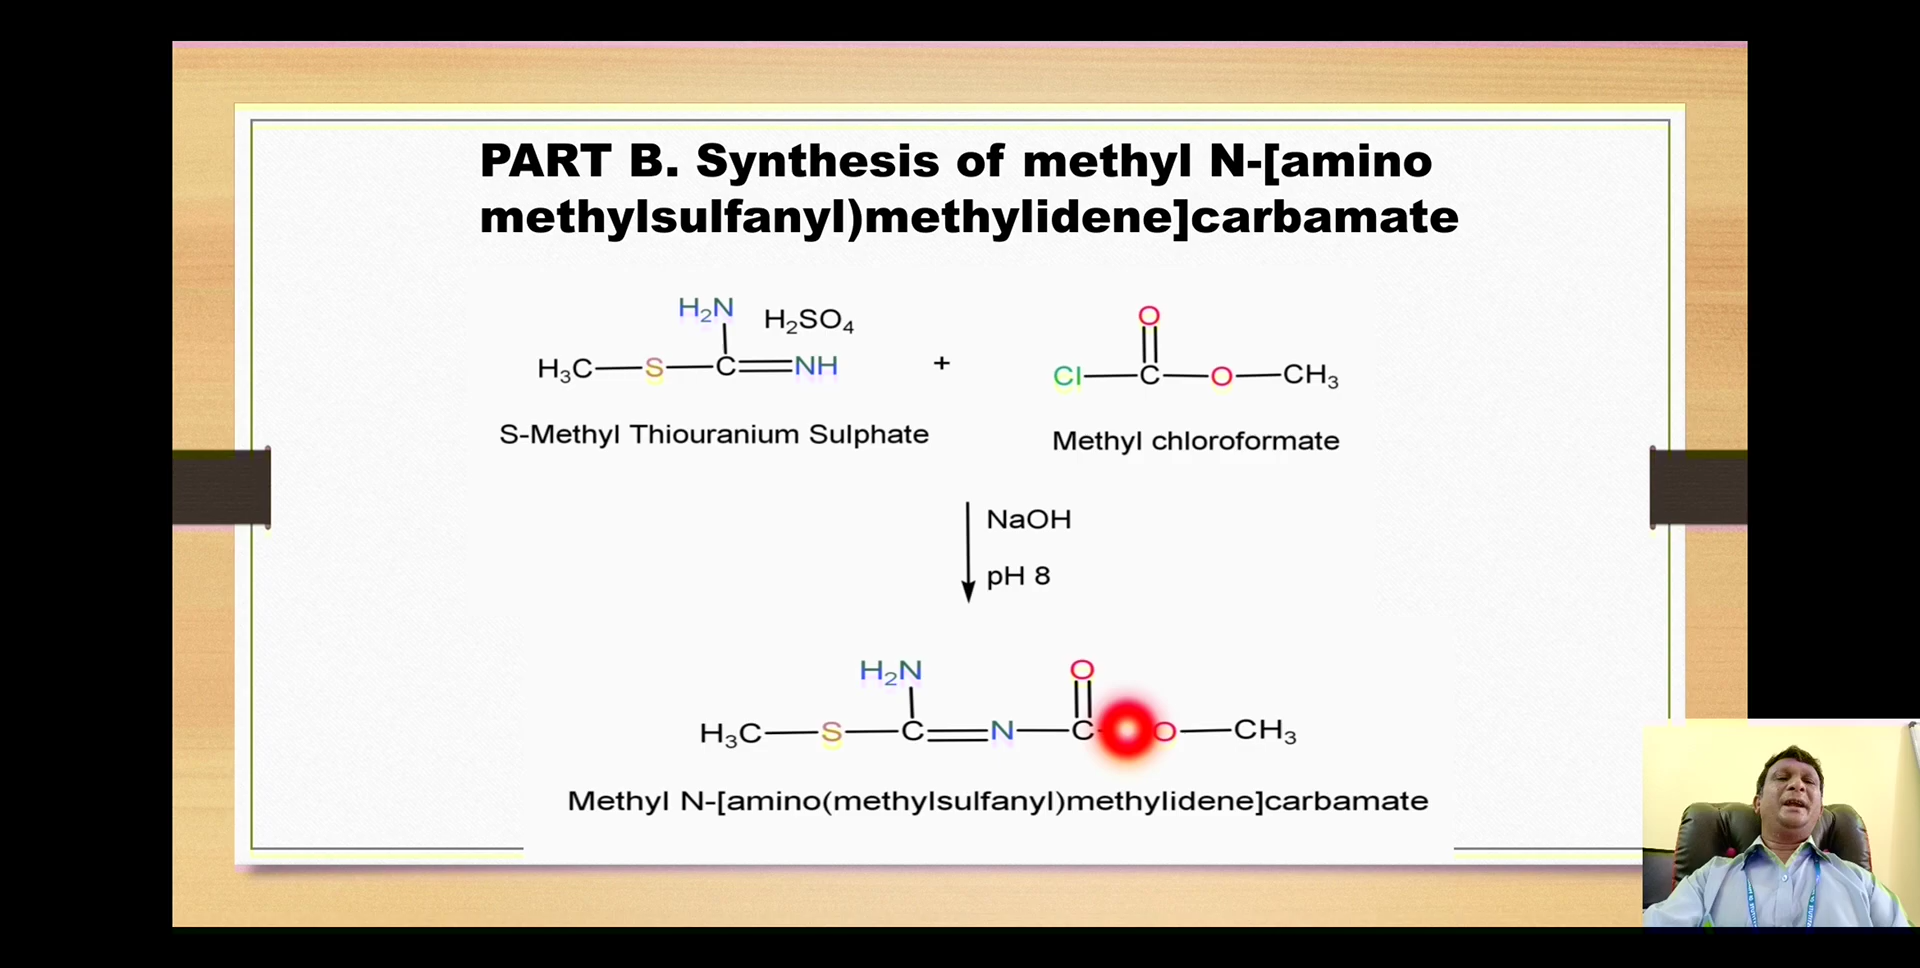 PART B. Synthesis of methyl N-[amino
methylsulfanyl)methylidene]carbamate
H₂N H₂SO₄
H₃C S C NH + Cl C O CH₃
O
S-Methyl Thiouranium Sulphate
Methyl chloroformate
NaOH
pH 8
H₂N O
H₃C S C N C O CH₃
Methyl N-[amino(methylsulfanyl)methylidene]carbamate